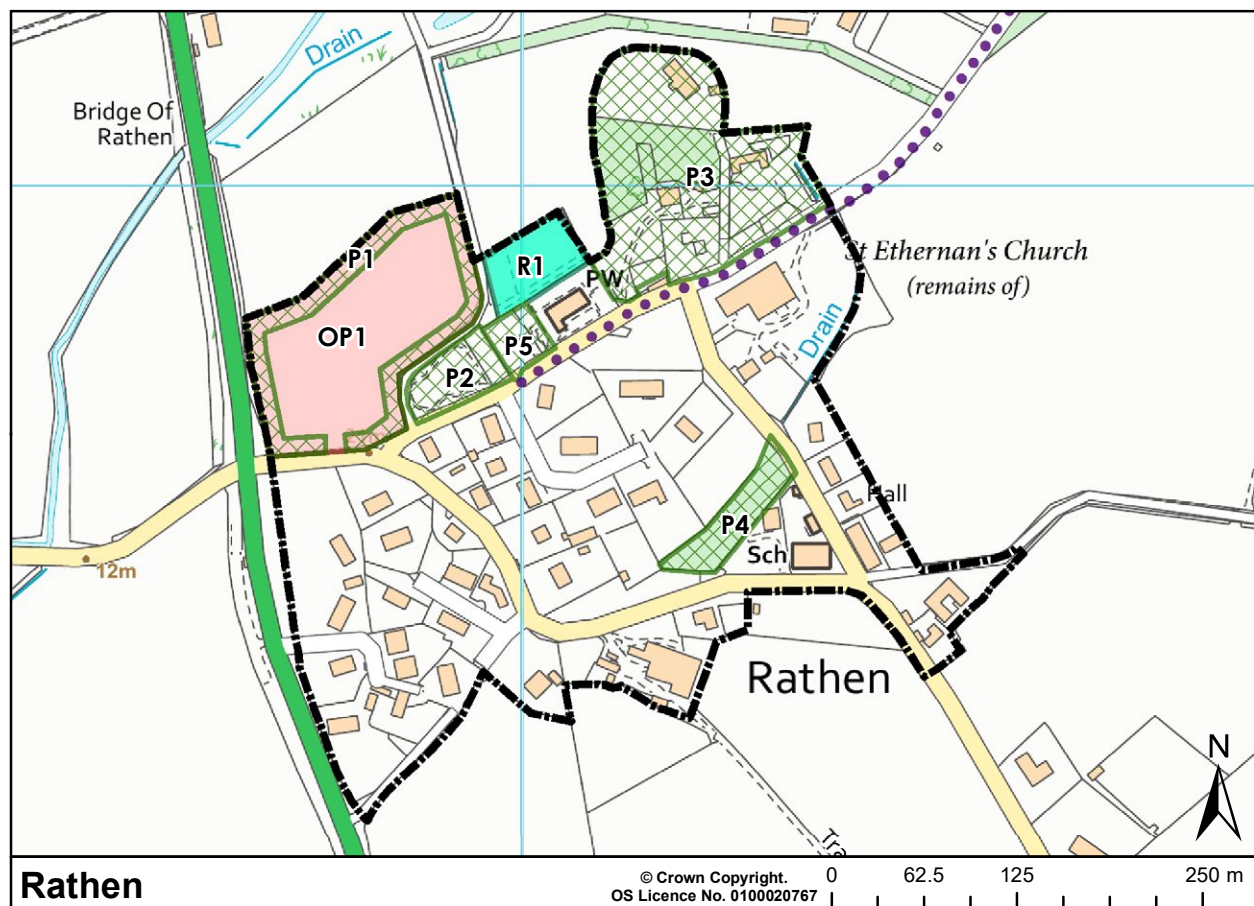 Drain
Bridge Of
Rathen
P3
P1
R1
PW
St Ethernan's Church
(remains of)
OP1
Drain
P5
P2
Hall
P4
Sch
12m
Rathen
N
Tra
Rathen
© Crown Copyright.
OS Licence No. 0100020767
0 62.5 125 250 m